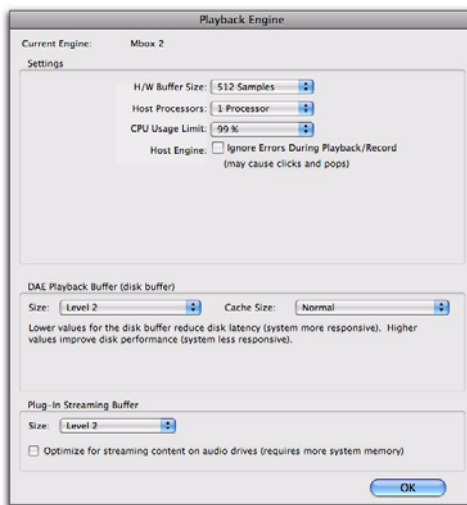 Playback Engine
Current Engine: Mbox 2
Settings
H/W Buffer Size: 512 Samples
Host Processors: 1 Processor
CPU Usage Limit: 99 %
Host Engine: Ignore Errors During Playback/Record
(may cause clicks and pops)
DAE Playback Buffer (disk buffer)
Size: Level 2 Cache Size: Normal
Lower values for the disk buffer reduce disk latency (system more responsive). Higher
values improve disk performance (system less responsive).
Plug-In Streaming Buffer
Size: Level 2
Optimize for streaming content on audio drives (requires more system memory)
OK